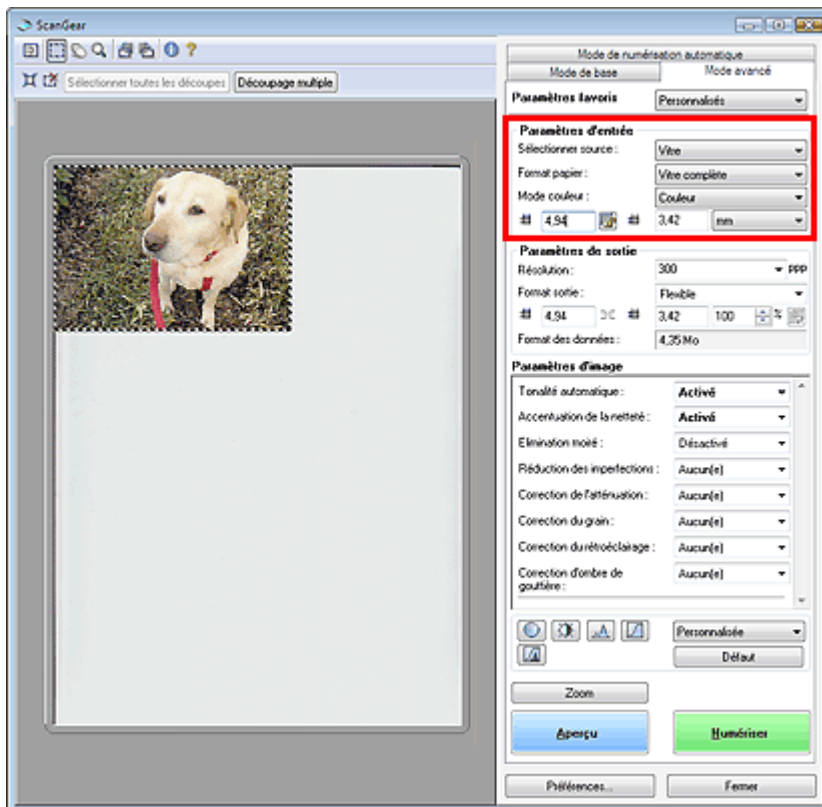 ScanGear
Sélectionner toutes les découpes Découpage multiple
Mode de numérisation automatique
Mode de base Mode avancé
Paramètres favoris Personnalisés
Paramètres d'entrée
Sélectionner source : Vitre
Format papier : Vitre complète
Mode couleur : Couleur
4,94 3,42 mm
Paramètres de sortie
Résolution : 300 ppp
Format sortie : Flexible
4,94 3,42 100 %
Format des données : 4,35 Mo
Paramètres d'image
Tonalité automatique : Activé
Accentuation de la netteté : Activé
Elimination moiré : Désactivé
Réduction des imperfections : Aucun(e)
Correction de l'atténuation : Aucun(e)
Correction du grain : Aucun(e)
Correction du rétroéclairage : Aucun(e)
Correction d'ombre de
gouttière : Aucun(e)
Personnalisée
Défaut
Zoom
Aperçu Numériser
Préférences... Fermer